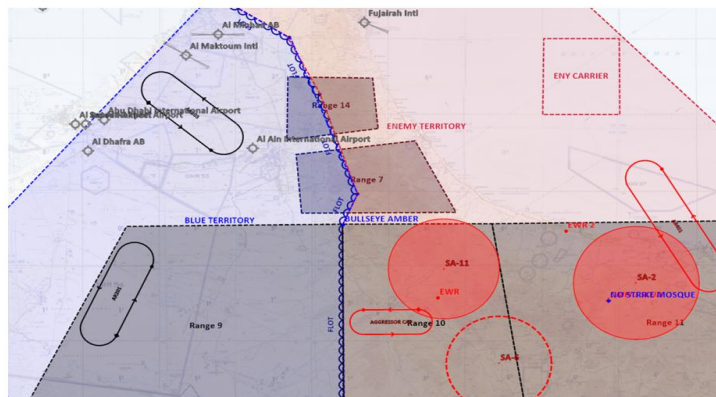 Fujairah Intl
Al Minhad AB
Al Maktoum Intl
FLOT
ENY CARRIER
Range 14
Abu Dhabi International Airport
ENEMY TERRITORY
Al Ain International Airport
FLOT
Al Dhafra AB
Range 7
FLOT
BLUE TERRITORY
BULLSEYE AMBER
EWR 2
SA-11
SA-2
EWR
NO STRIKE MOSQUE
AGGRESSOR CAP
Range 9
FLOT
Range 10
Range 11